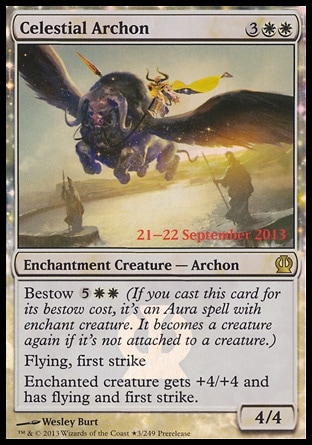 Celestial Archon 3
21–22 September 2013
Enchantment Creature — Archon
Bestow 5 (If you cast this card for
its bestow cost, it's an Aura spell with
enchant creature. It becomes a creature
again if it's not attached to a creature.)
Flying, first strike
Enchanted creature gets +4/+4 and
has flying and first strike.
Wesley Burt
4/4
™ & © 2013 Wizards of the Coast ★3/249 Prerelease